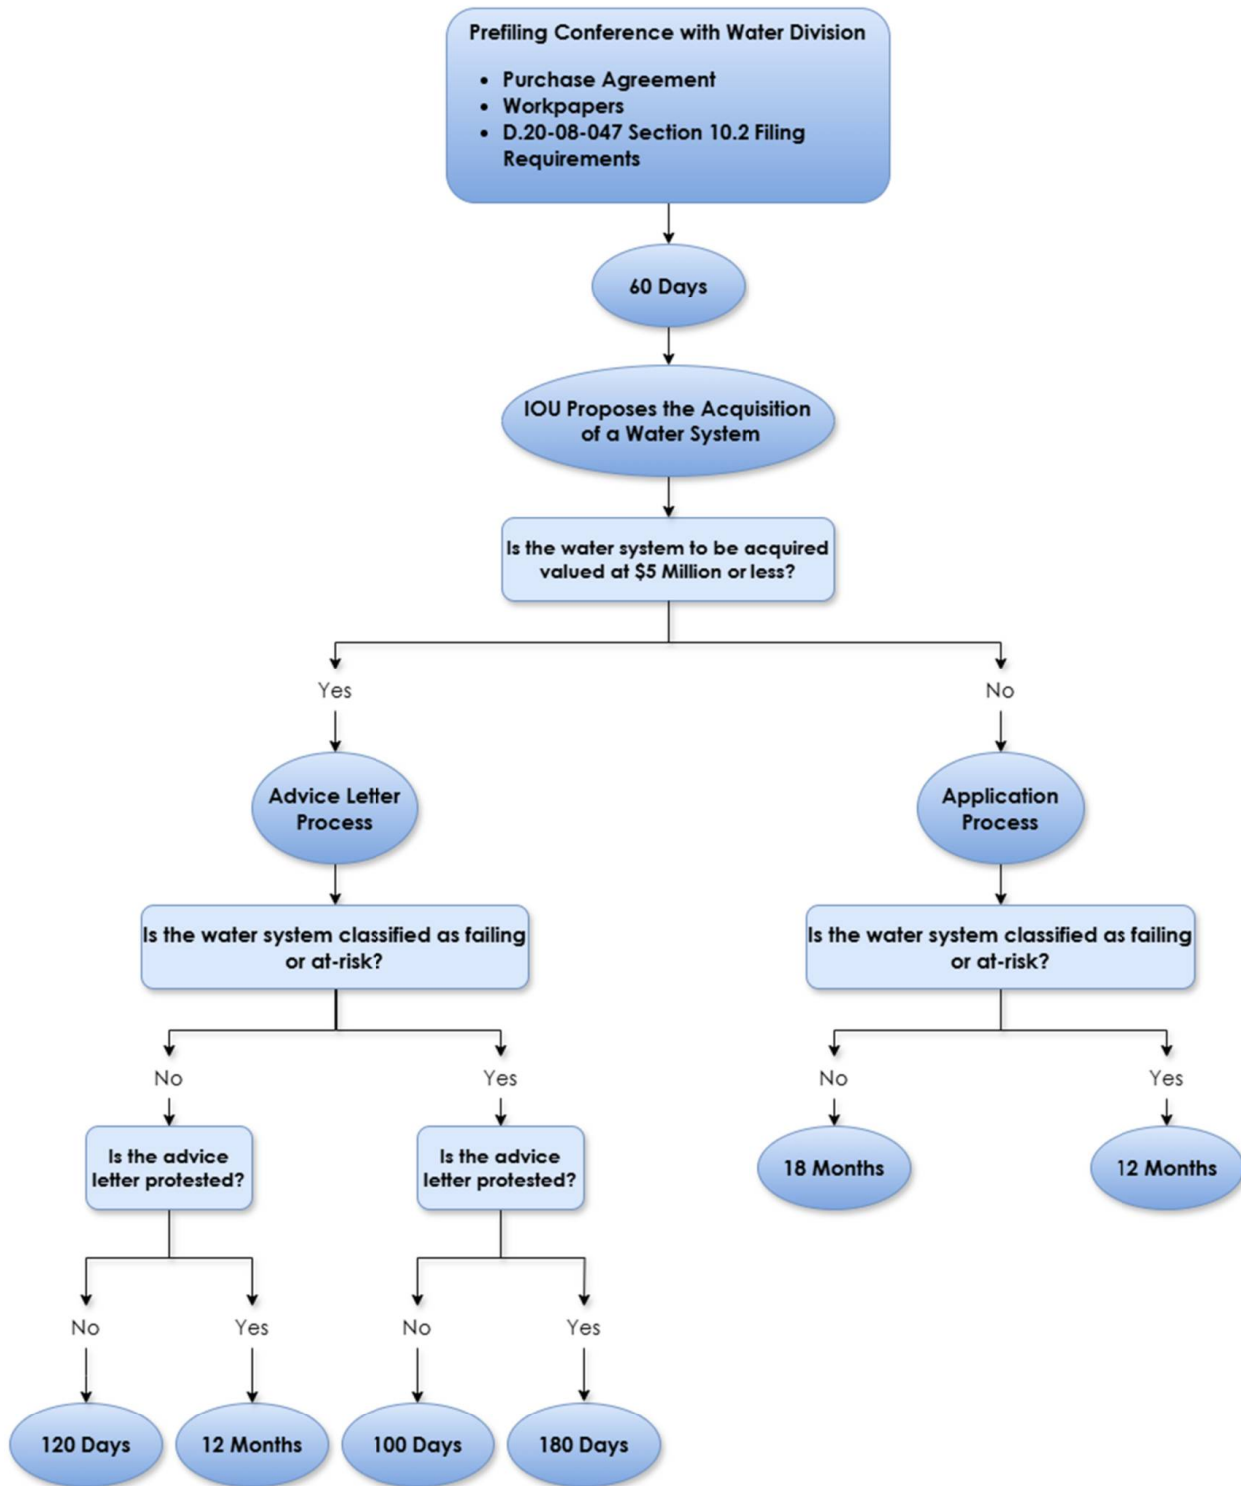 Prefiling Conference with Water Division
• Purchase Agreement
• Workpapers
• D.20-08-047 Section 10.2 Filing
Requirements
60 Days
IOU Proposes the Acquisition
of a Water System
Is the water system to be acquired
valued at $5 Million or less?
Yes
No
Advice Letter
Process
Application
Process
Is the water system classified as failing
or at-risk?
Is the water system classified as failing
or at-risk?
No
Yes
No
Yes
Is the advice
letter protested?
Is the advice
letter protested?
18 Months
12 Months
No
Yes
No
Yes
120 Days
12 Months
100 Days
180 Days